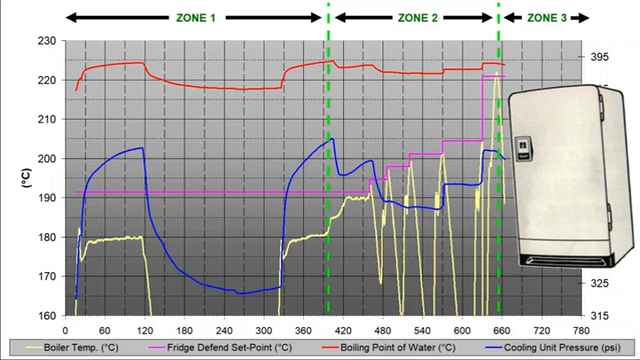 ZONE 1 ZONE 2 ZONE 3
230 395
220
210
200
(°C)
190
180
170 325
160 315
0 60 120 180 240 300 360 420 480 540 600 660 720 780
Boiler Temp. (°C) Fridge Defend Set-Point (°C) Boiling Point of Water (°C) Cooling Unit Pressure (psi)